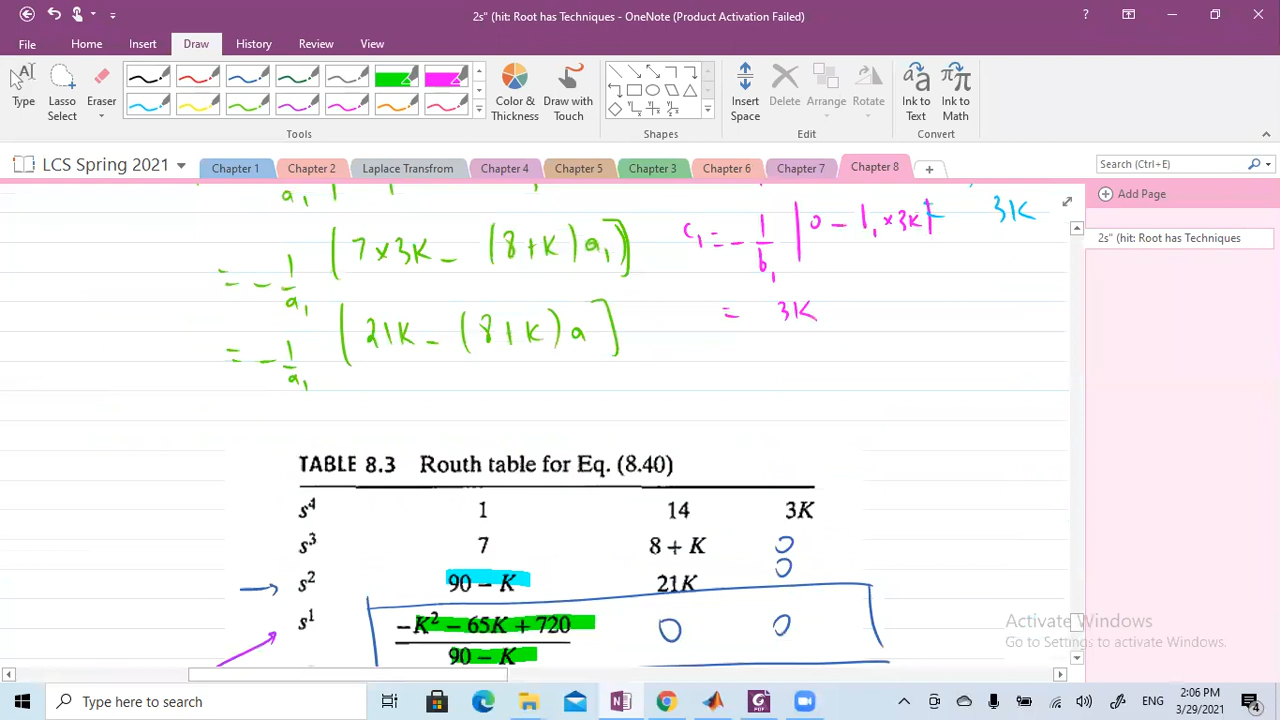 2s" (hit: Root has Techniques - OneNote (Product Activation Failed)
File Home Insert Draw History Review View
Type Lasso Select Eraser Color & Thickness Draw with Touch Insert Space Delete Arrange Rotate Ink to Text Ink to Math
Tools Shapes Edit Convert
LCS Spring 2021 Chapter 1 Chapter 2 Laplace Transfrom Chapter 4 Chapter 5 Chapter 3 Chapter 6 Chapter 7 Chapter 8 Search (Ctrl+E)
Add Page
2s" (hit: Root has Techniques
a₁
3K
c₁ = - 1/b₁ | 0 - b₁ × 3K |
= 3K
= - 1/a₁ ( 7 × 3K - (8 + K) a₁ )
= - 1/a₁ [ 21K - (8 + K) a ]
TABLE 8.3 Routh table for Eq. (8.40)
s⁴ 1 14 3K
s³ 7 8 + K 0
0
s² 90 − K 21K
s¹ −K² − 65K + 720 0 0
90 − K
Activate Windows
Go to Settings to activate Windows.
Type here to search
ENG
2:06 PM
3/29/2021
4